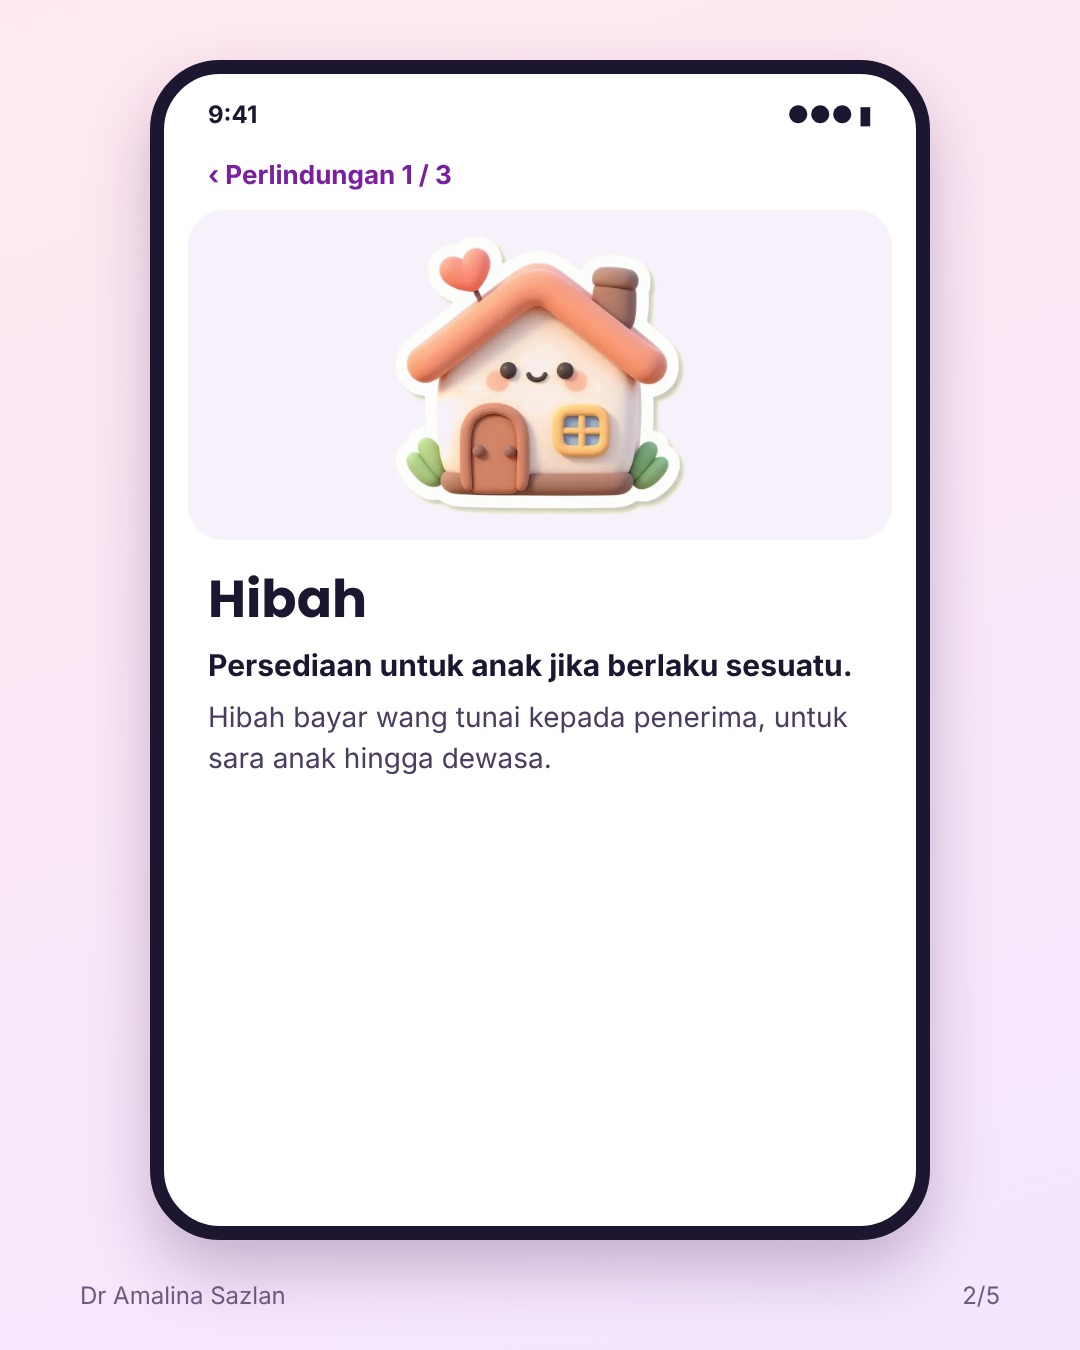 9:41
‹ Perlindungan 1 / 3
Hibah
Persediaan untuk anak jika berlaku sesuatu.
Hibah bayar wang tunai kepada penerima, untuk
sara anak hingga dewasa.
Dr Amalina Sazlan
2/5